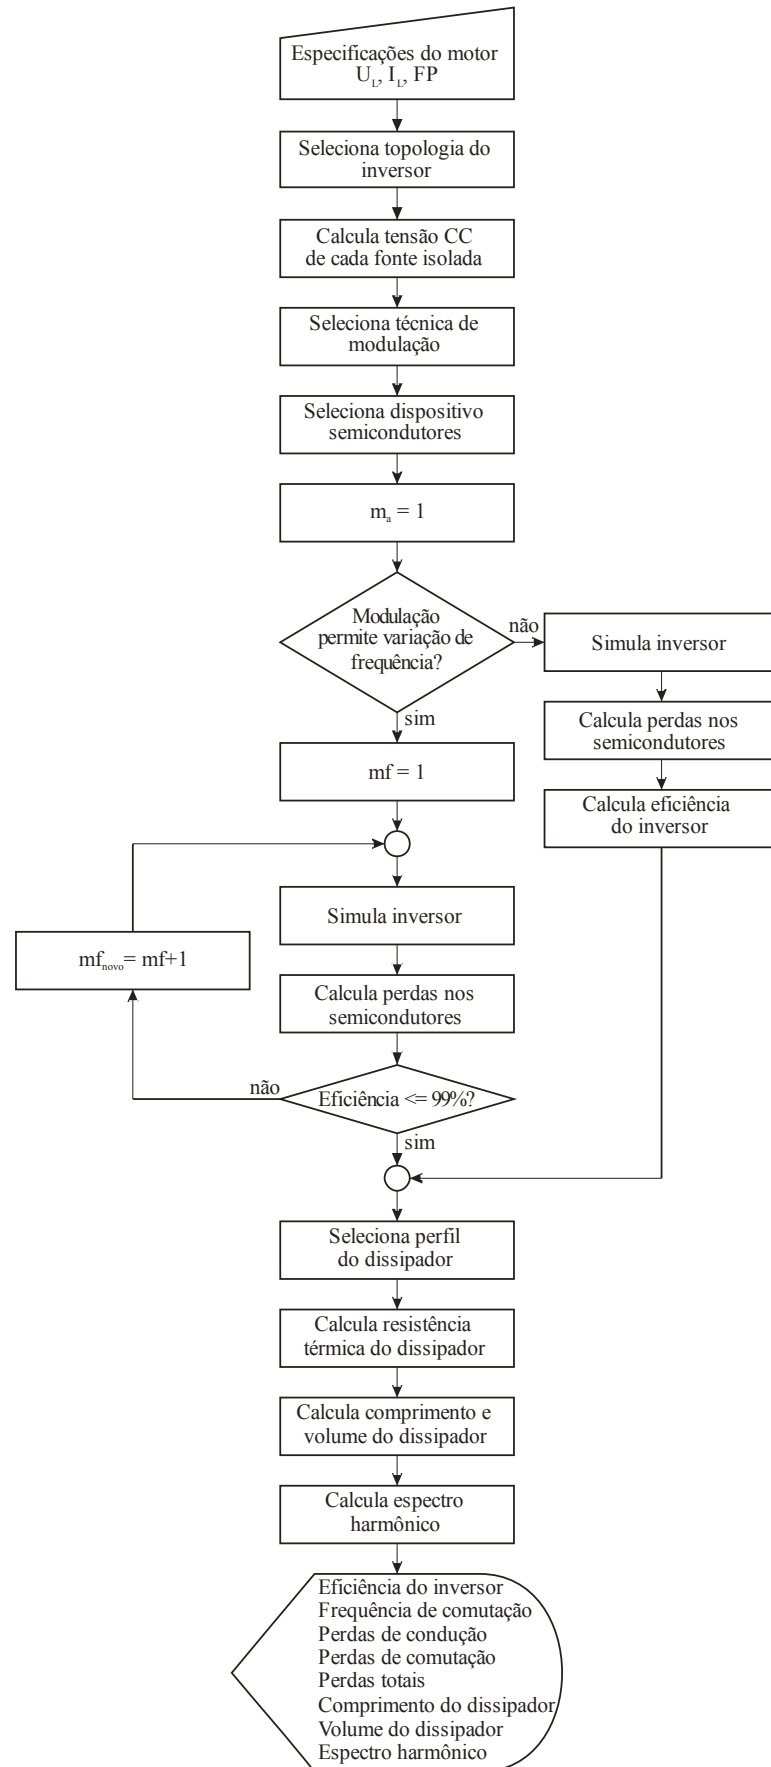 Especificações do motor
U_L, I_L, FP
Seleciona topologia do
inversor
Calcula tensão CC
de cada fonte isolada
Seleciona técnica de
modulação
Seleciona dispositivo
semicondutores
m_a = 1
Modulação
permite variação de
frequência?
não
Simula inversor
Calcula perdas nos
semicondutores
Calcula eficiência
do inversor
sim
mf = 1
Simula inversor
mf_novo= mf+1
Calcula perdas nos
semicondutores
não
Eficiência <= 99%?
sim
Seleciona perfil
do dissipador
Calcula resistência
térmica do dissipador
Calcula comprimento e
volume do dissipador
Calcula espectro
harmônico
Eficiência do inversor
Frequência de comutação
Perdas de condução
Perdas de comutação
Perdas totais
Comprimento do dissipador
Volume do dissipador
Espectro harmônico